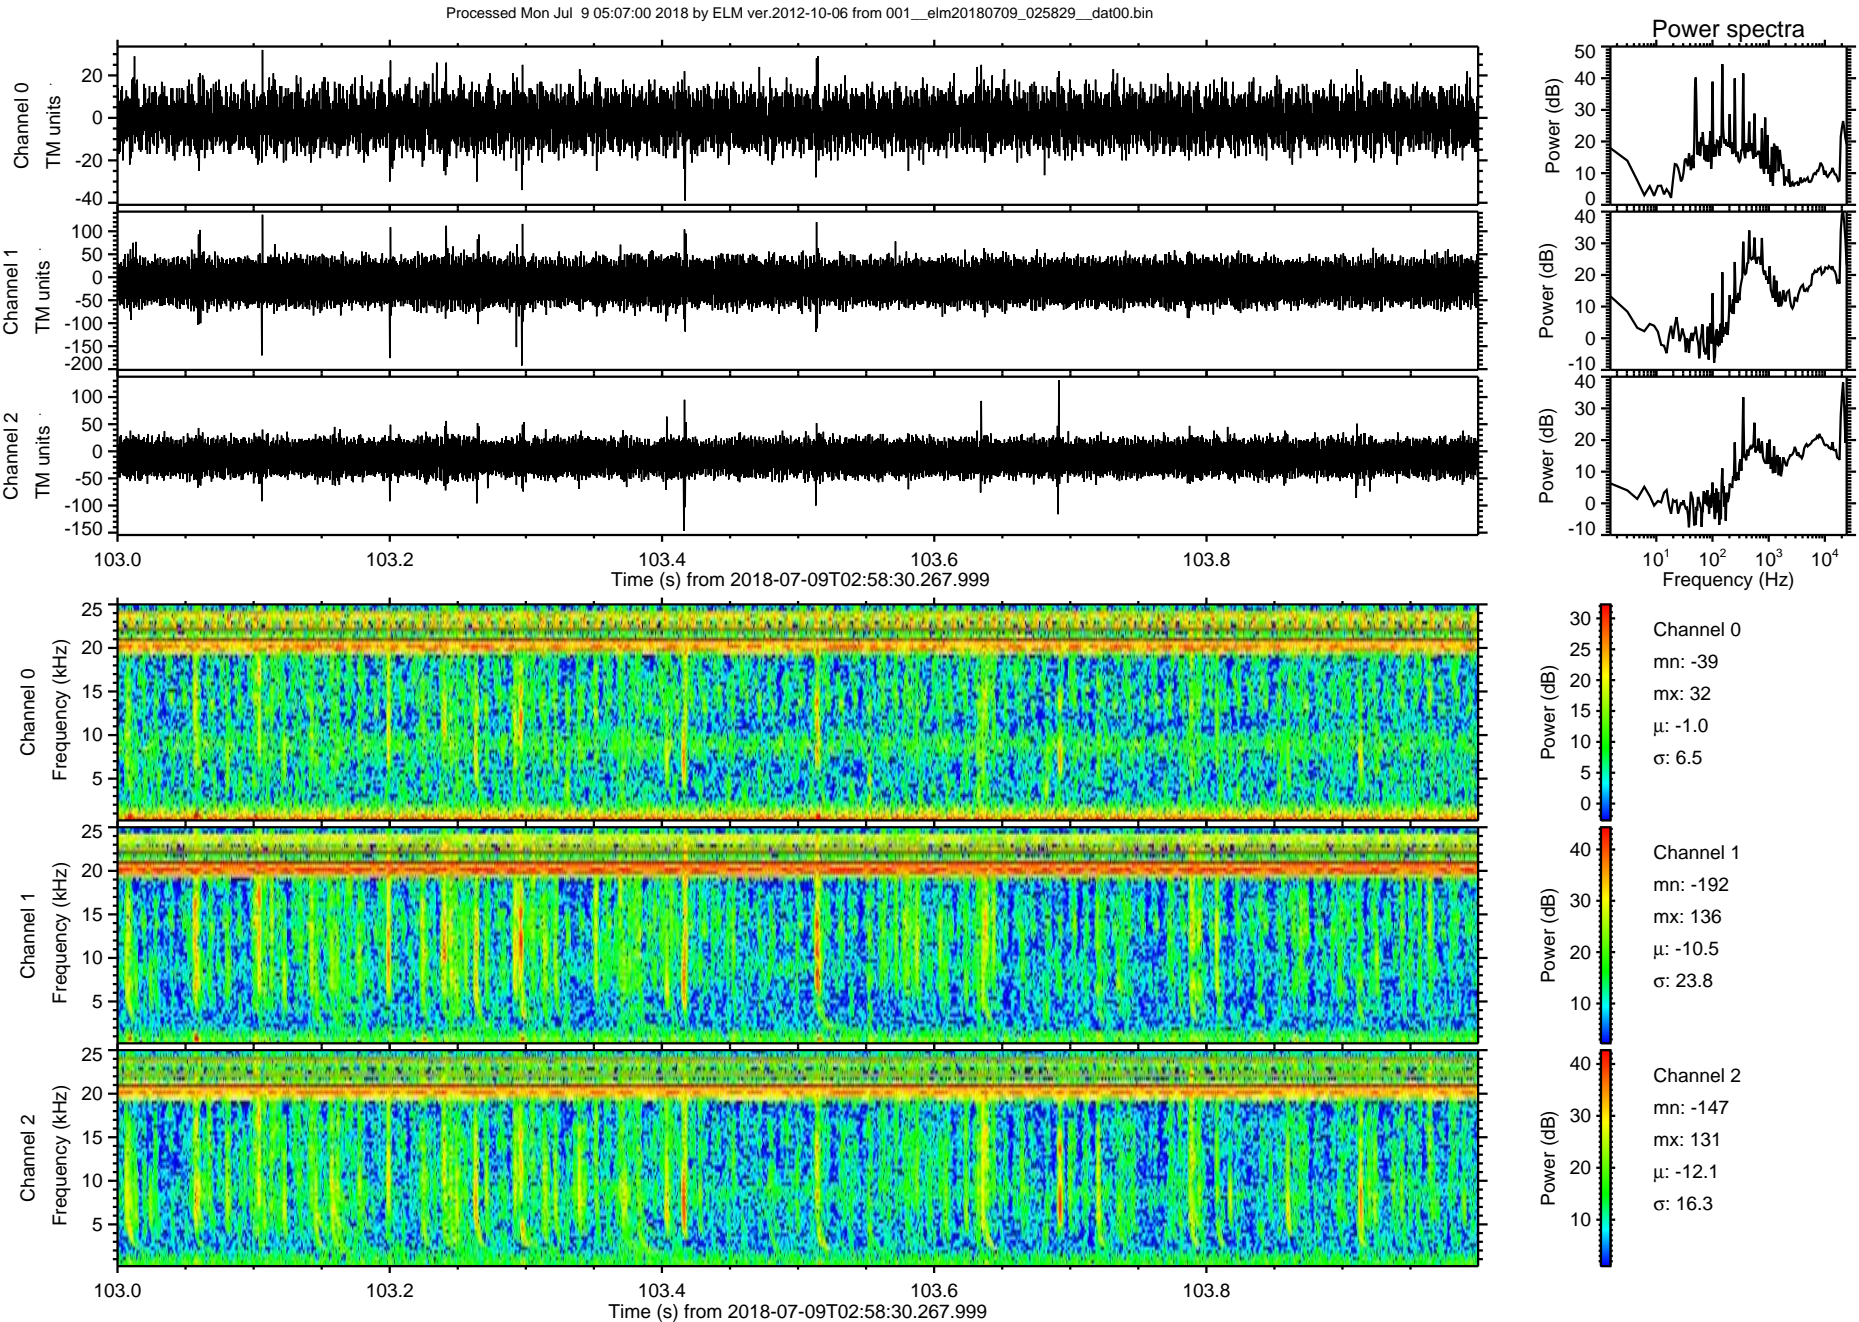 Processed Mon Jul  9 05:07:00 2018 by ELM ver.2012-10-06 from 001__elm20180709_025829__dat00.bin
Power spectra
Channel 0
TM units
20
0
-20
-40
Power (dB)
50
40
30
20
10
0
Channel 1
TM units
100
50
0
-50
-100
-150
-200
Power (dB)
40
30
20
10
0
-10
Channel 2
TM units
100
50
0
-50
-100
-150
Power (dB)
40
30
20
10
0
-10
103.0 103.2 103.4 103.6 103.8
Time (s) from 2018-07-09T02:58:30.267.999
10¹ 10² 10³ 10⁴
Frequency (Hz)
Channel 0
Frequency (kHz)
25
20
15
10
5
Power (dB)
30
25
20
15
10
5
0
Channel 0
mn: -39
mx: 32
μ: -1.0
σ: 6.5
Channel 1
Frequency (kHz)
25
20
15
10
5
Power (dB)
40
30
20
10
Channel 1
mn: -192
mx: 136
μ: -10.5
σ: 23.8
Channel 2
Frequency (kHz)
25
20
15
10
5
Power (dB)
40
30
20
10
Channel 2
mn: -147
mx: 131
μ: -12.1
σ: 16.3
103.0 103.2 103.4 103.6 103.8
Time (s) from 2018-07-09T02:58:30.267.999